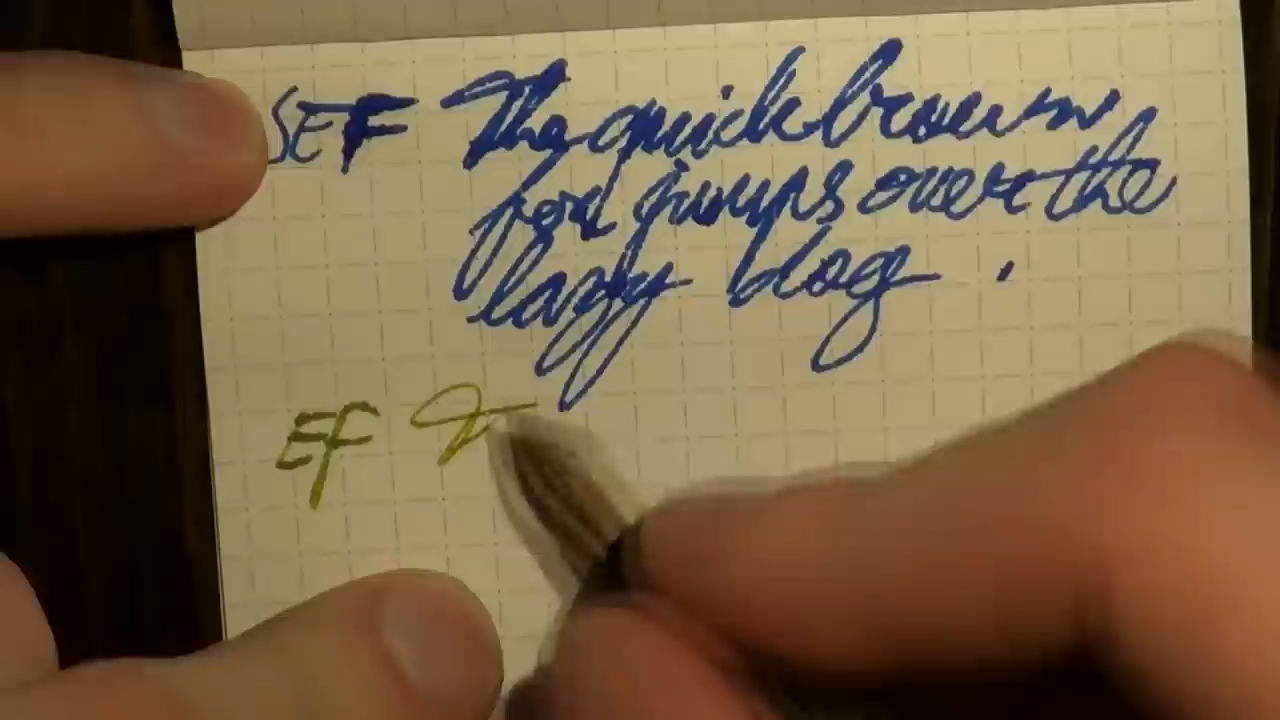 SEF The quick brown
fox jumps over the
lazy dog .
EF T